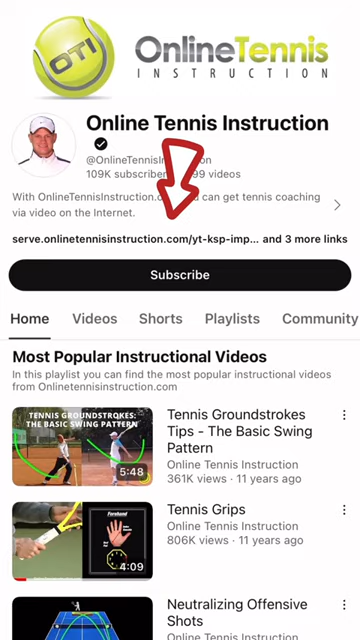 OTI
OnlineTennis
INSTRUCTION
Online Tennis Instruction
@OnlineTennisIn
109K subscriber
99 videos
With OnlineTennisInstruction.
can get tennis coaching
via video on the Internet.
serve.onlinetennisinstruction.com/yt-ksp-imp... and 3 more links
Subscribe
Home Videos Shorts Playlists Community
Most Popular Instructional Videos
In this playlist you can find the most popular instructional videos
from Onlinetennisinstruction.com
TENNIS GROUNDSTROKES:
THE BASIC SWING
PATTERN
5:48
Tennis Groundstrokes
Tips - The Basic Swing
Pattern
Online Tennis Instruction
361K views · 11 years ago
Forehand
4:09
Tennis Grips
Online Tennis Instruction
806K views · 11 years ago
Neutralizing Offensive
Shots
Online Tennis Instruction